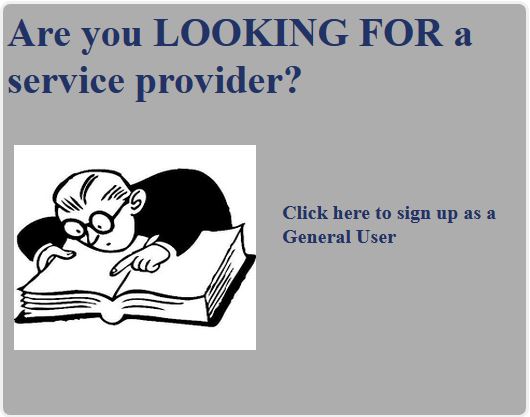 Are you LOOKING FOR a
service provider?
Click here to sign up as a
General User